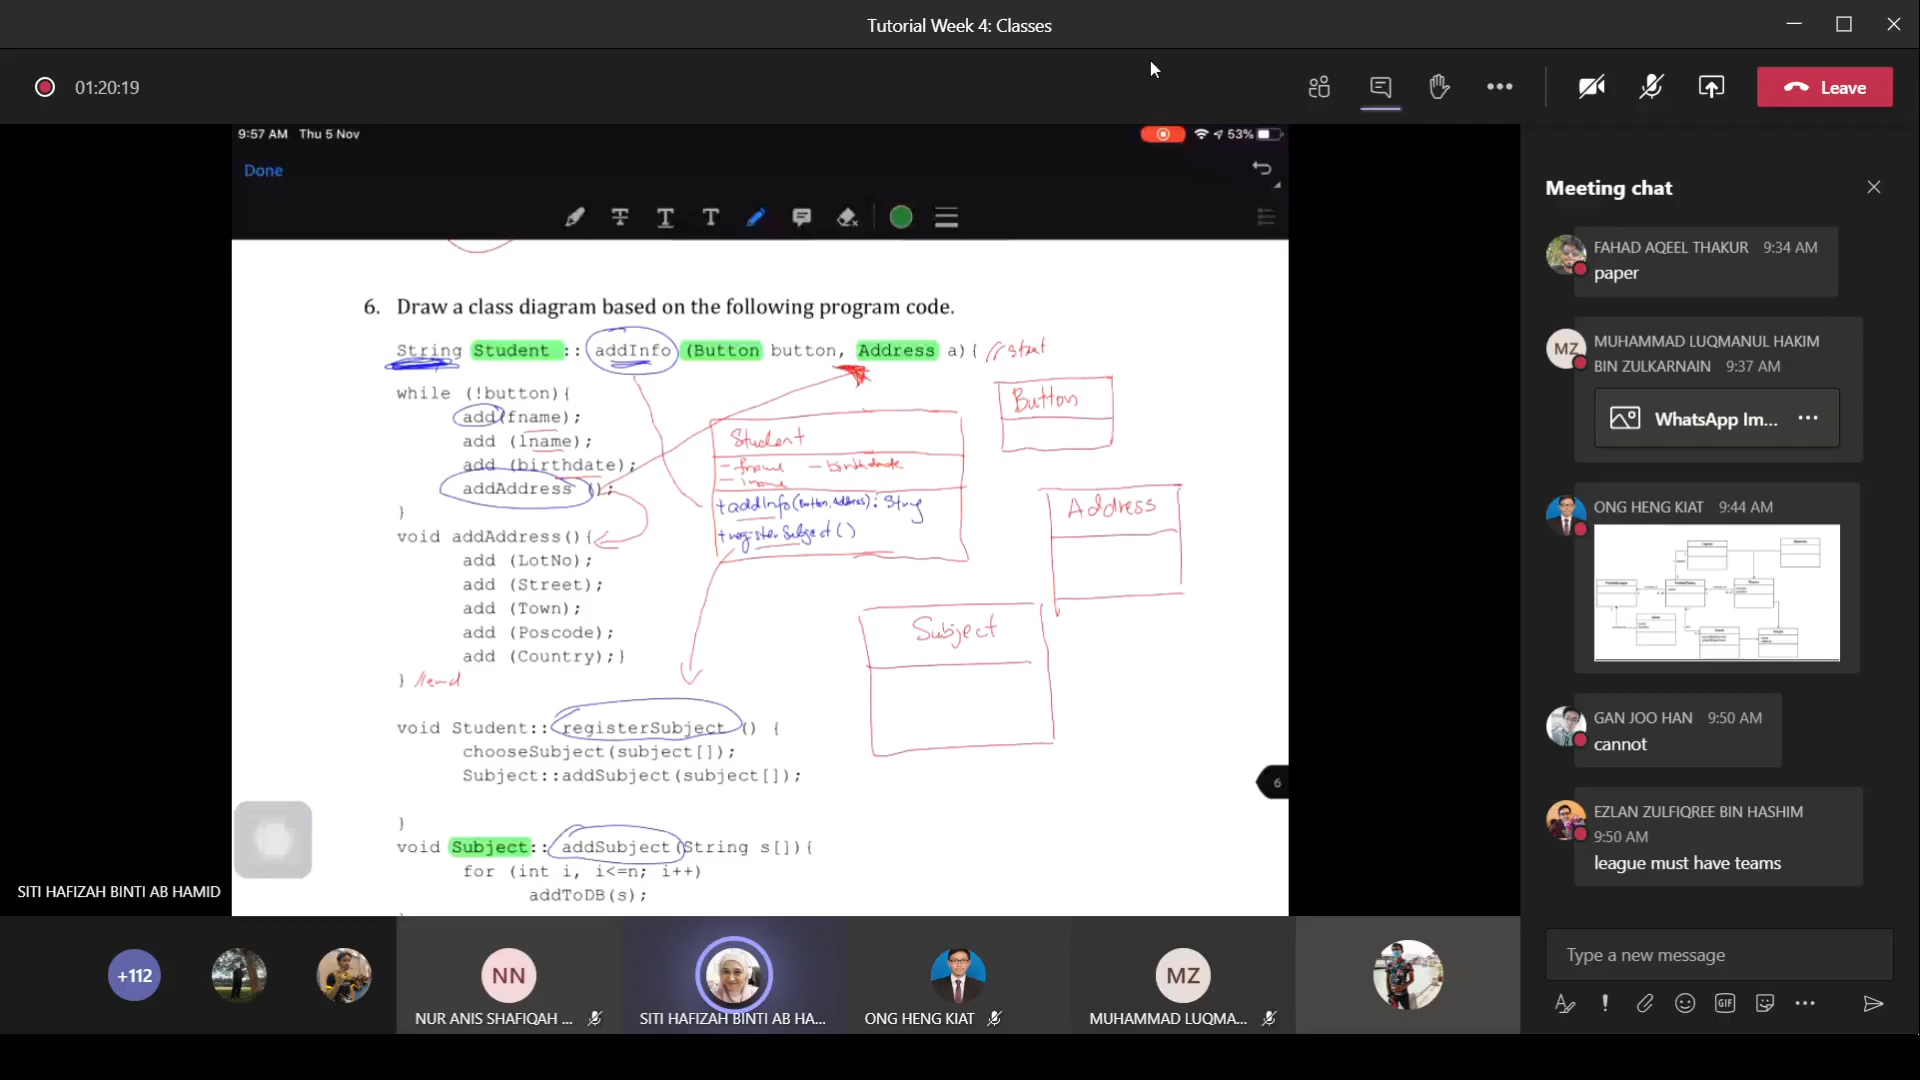 Tutorial Week 4: Classes
01:20:19
Leave
9:57 AM Thu 5 Nov
53%
Done
6. Draw a class diagram based on the following program code.
String Student :: addInfo (Button button, Address a){ //start
while (!button){
add(fname);
add (lname);
add (birthdate);
addAddress ();
}
void addAddress(){
add (LotNo);
add (Street);
add (Town);
add (Poscode);
add (Country);}
} //end
void Student:: registerSubject () {
chooseSubject(subject[]);
Subject::addSubject(subject[]);
}
void Subject:: addSubject(String s[]){
for (int i, i<=n; i++)
addToDB(s);
Student
- fname - birthdate
- lname
+addInfo(Button, Address): String
+registerSubject()
Button
Address
Subject
6
SITI HAFIZAH BINTI AB HAMID
Meeting chat
FAHAD AQEEL THAKUR 9:34 AM
paper
MZ
MUHAMMAD LUQMANUL HAKIM
BIN ZULKARNAIN 9:37 AM
WhatsApp Im...
ONG HENG KIAT 9:44 AM
GAN JOO HAN 9:50 AM
cannot
EZLAN ZULFIQREE BIN HASHIM
9:50 AM
league must have teams
Type a new message
GIF
+112
NN
NUR ANIS SHAFIQAH ...
SITI HAFIZAH BINTI AB HA...
ONG HENG KIAT
MZ
MUHAMMAD LUQMA...